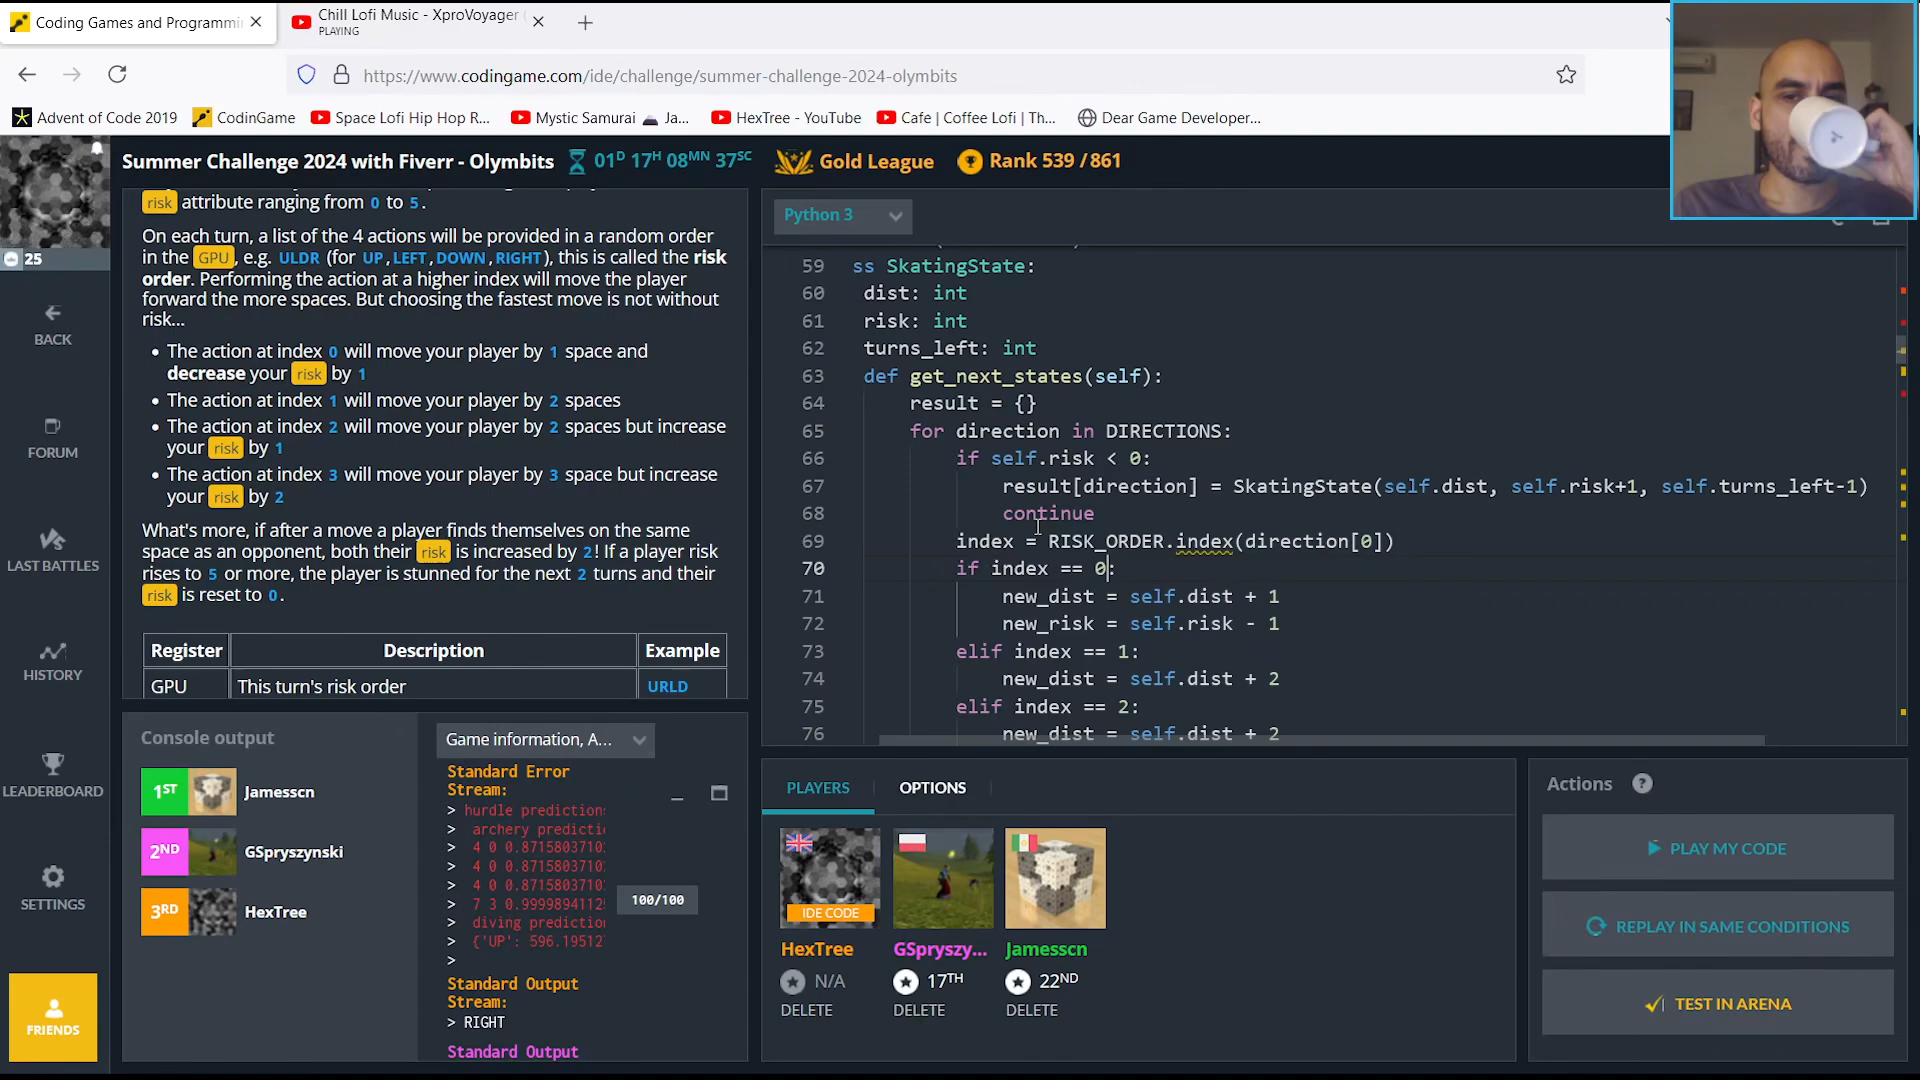 Coding Games and Programmi
Chill Lofi Music - XproVoyager (
PLAYING
https://www.codingame.com/ide/challenge/summer-challenge-2024-olymbits
Advent of Code 2019
CodinGame
Space Lofi Hip Hop R...
Mystic Samurai 🗻 Ja...
HexTree - YouTube
Cafe | Coffee Lofi | Th...
Dear Game Developer...
Summer Challenge 2024 with Fiverr - Olymbits
01D 17H 08MN 37SC
Gold League
Rank 539 / 861
25
BACK
FORUM
LAST BATTLES
HISTORY
LEADERBOARD
SETTINGS
FRIENDS
risk attribute ranging from 0 to 5.
On each turn, a list of the 4 actions will be provided in a random order
in the GPU, e.g. ULDR (for UP, LEFT, DOWN, RIGHT), this is called the risk
order. Performing the action at a higher index will move the player
forward the more spaces. But choosing the fastest move is not without
risk...
• The action at index 0 will move your player by 1 space and
decrease your risk by 1
• The action at index 1 will move your player by 2 spaces
• The action at index 2 will move your player by 2 spaces but increase
your risk by 1
• The action at index 3 will move your player by 3 space but increase
your risk by 2
What's more, if after a move a player finds themselves on the same
space as an opponent, both their risk is increased by 2! If a player risk
rises to 5 or more, the player is stunned for the next 2 turns and their
risk is reset to 0.
Register Description Example
GPU This turn's risk order URLD
Python 3
59 ss SkatingState:
60 dist: int
61 risk: int
62 turns_left: int
63 def get_next_states(self):
64 result = {}
65 for direction in DIRECTIONS:
66 if self.risk < 0:
67 result[direction] = SkatingState(self.dist, self.risk+1, self.turns_left-1)
68 continue
69 index = RISK_ORDER.index(direction[0])
70 if index == 0:
71 new_dist = self.dist + 1
72 new_risk = self.risk - 1
73 elif index == 1:
74 new_dist = self.dist + 2
75 elif index == 2:
76 new_dist = self.dist + 2
Console output
1ST Jamesscn
2ND GSpryszynski
3RD HexTree
Game information, A...
Standard Error
Stream:
> hurdle predictions
> archery predicti
> 4 0 0.8715803710
> 4 0 0.8715803710
> 4 0 0.8715803710
> 7 3 0.9999894112
> diving prediction
> {'UP': 596.19512
>
Standard Output
Stream:
> RIGHT
Standard Output
100/100
PLAYERS
OPTIONS
IDE CODE
HexTree
N/A
DELETE
GSpryszy...
17TH
DELETE
Jamesscn
22ND
DELETE
Actions ?
PLAY MY CODE
REPLAY IN SAME CONDITIONS
TEST IN ARENA